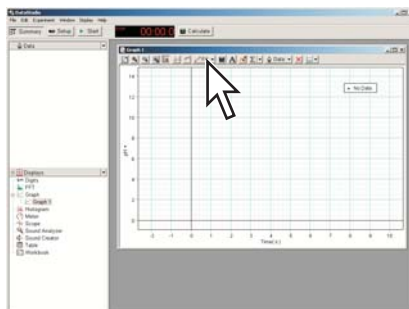 DataStudio
File Edit Experiment Window Display Help
Summary Setup Start 00:00.0 Calculate
Data
Graph 1
Σ Data
No Data
14
12
10
8
6
4
2
0
pH
-2 -1 0 1 2 3 4 5 6 7 8 9 10
Time( s )
Displays
Digits
FFT
Graph
Graph 1
Histogram
Meter
Scope
Sound Analyzer
Sound Creator
Table
Workbook